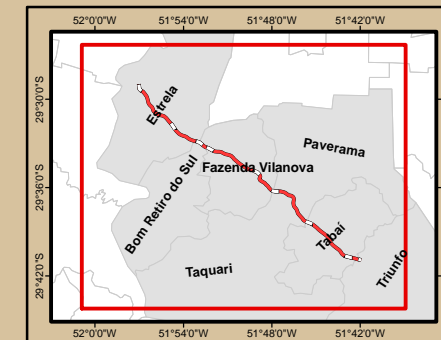 52°0'0"W 51°54'0"W 51°48'0"W 51°42'0"W
29°30'0"S
29°36'0"S
29°42'0"S
Estrela
Paverama
Fazenda Vilanova
Bom Retiro do Sul
Tabaí
Taquari
Triunfo
52°0'0"W 51°54'0"W 51°48'0"W 51°42'0"W